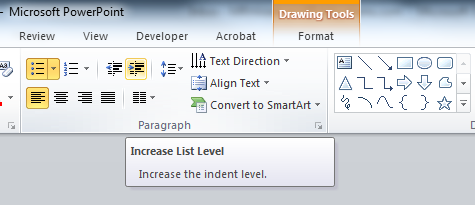 - Microsoft PowerPoint
Drawing Tools
Review View Developer Acrobat Format
Text Direction
Align Text
Convert to SmartArt
Paragraph
Increase List Level
Increase the indent level.